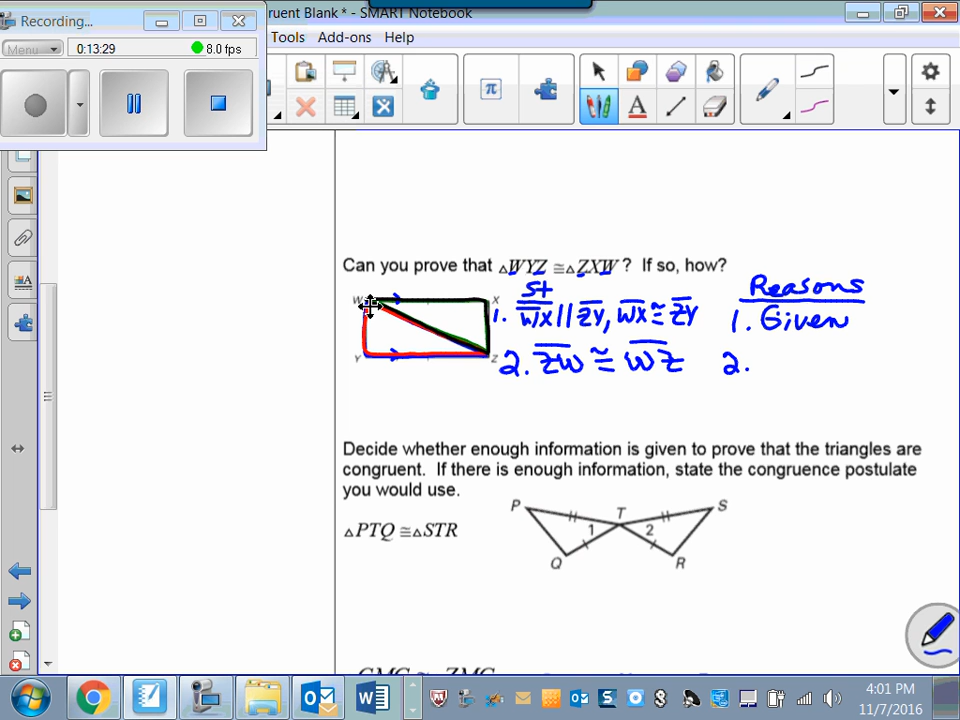 Recording...
ruent Blank * - SMART Notebook
Menu
0:13:29
8.0 fps
Tools Add-ons Help
π
A
Can you prove that △WYZ ≅ △ZXW ? If so, how?
St
Reasons
W
X
Y
Z
1. WX // ZY, WX ≅ ZY
1. Given
2. ZW ≅ WZ
2.
Decide whether enough information is given to prove that the triangles are
congruent. If there is enough information, state the congruence postulate
you would use.
△PTQ ≅ △STR
P
T
S
1
2
Q
R
4:01 PM
11/7/2016